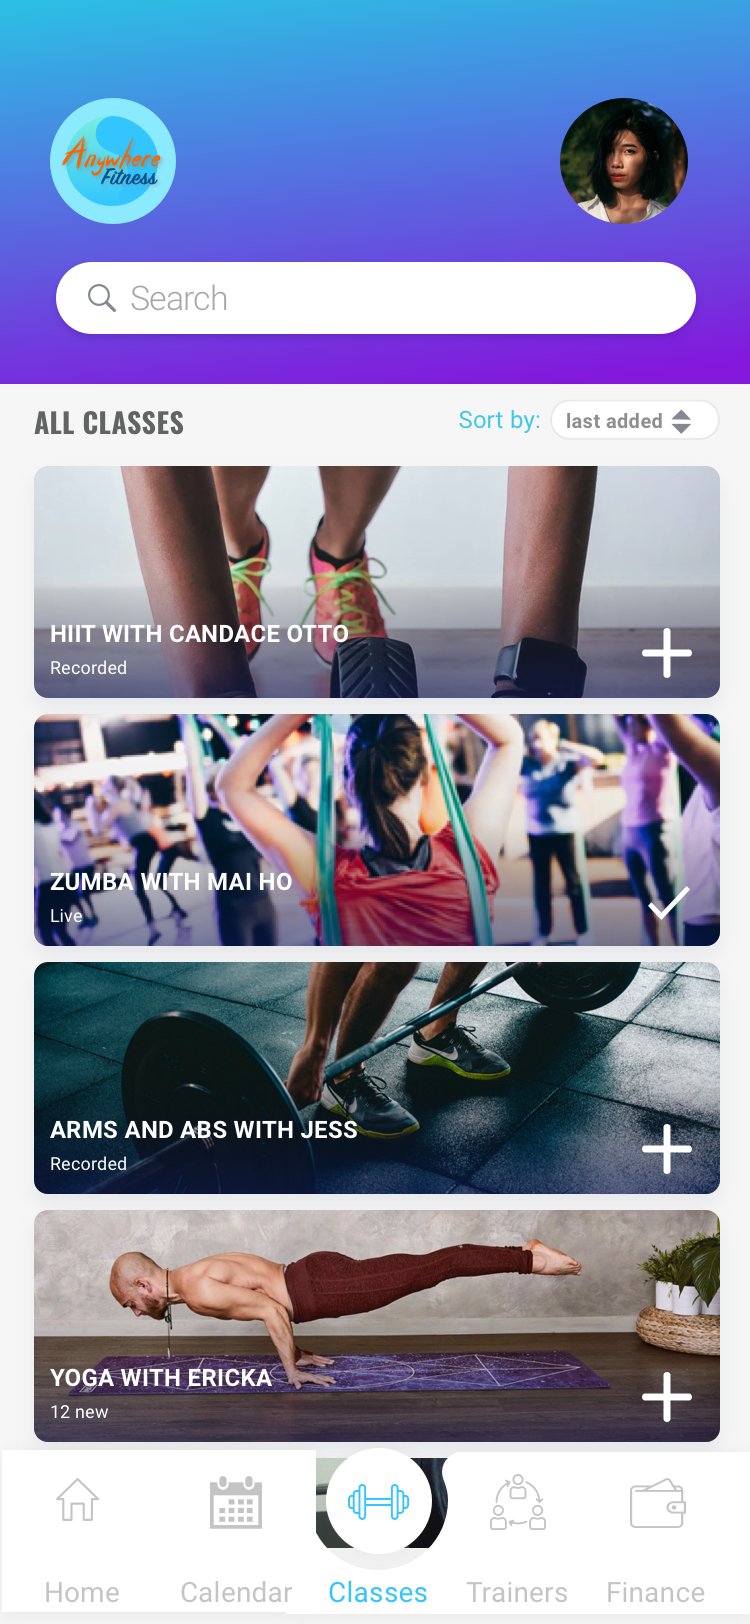 Anywhere
Fitness
Search
ALL CLASSES
Sort by: last added
HIIT WITH CANDACE OTTO
Recorded
ZUMBA WITH MAI HO
Live
ARMS AND ABS WITH JESS
Recorded
YOGA WITH ERICKA
12 new
Home Calendar Classes Trainers Finance